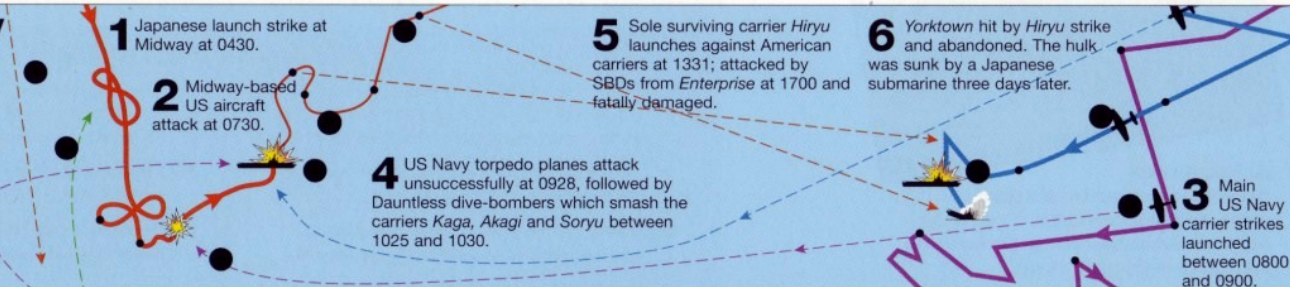 1 Japanese launch strike at
Midway at 0430.
2 Midway-based
US aircraft
attack at 0730.
4 US Navy torpedo planes attack
unsuccessfully at 0928, followed by
Dauntless dive-bombers which smash the
carriers Kaga, Akagi and Soryu between
1025 and 1030.
5 Sole surviving carrier Hiryu
launches against American
carriers at 1331; attacked by
SBDs from Enterprise at 1700 and
fatally damaged.
6 Yorktown hit by Hiryu strike
and abandoned. The hulk
was sunk by a Japanese
submarine three days later.
3 Main
US Navy
carrier strikes
launched
between 0800
and 0900.